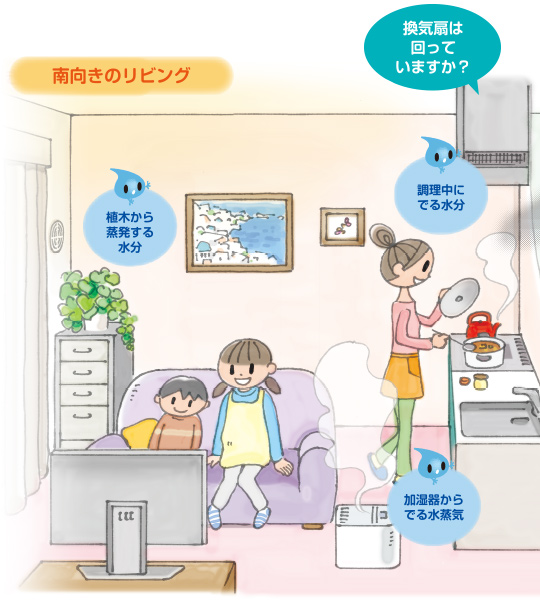 換気扇は
回って
いますか？
南向きのリビング
調理中に
でる水分
植木から
蒸発する
水分
加湿器から
でる水蒸気